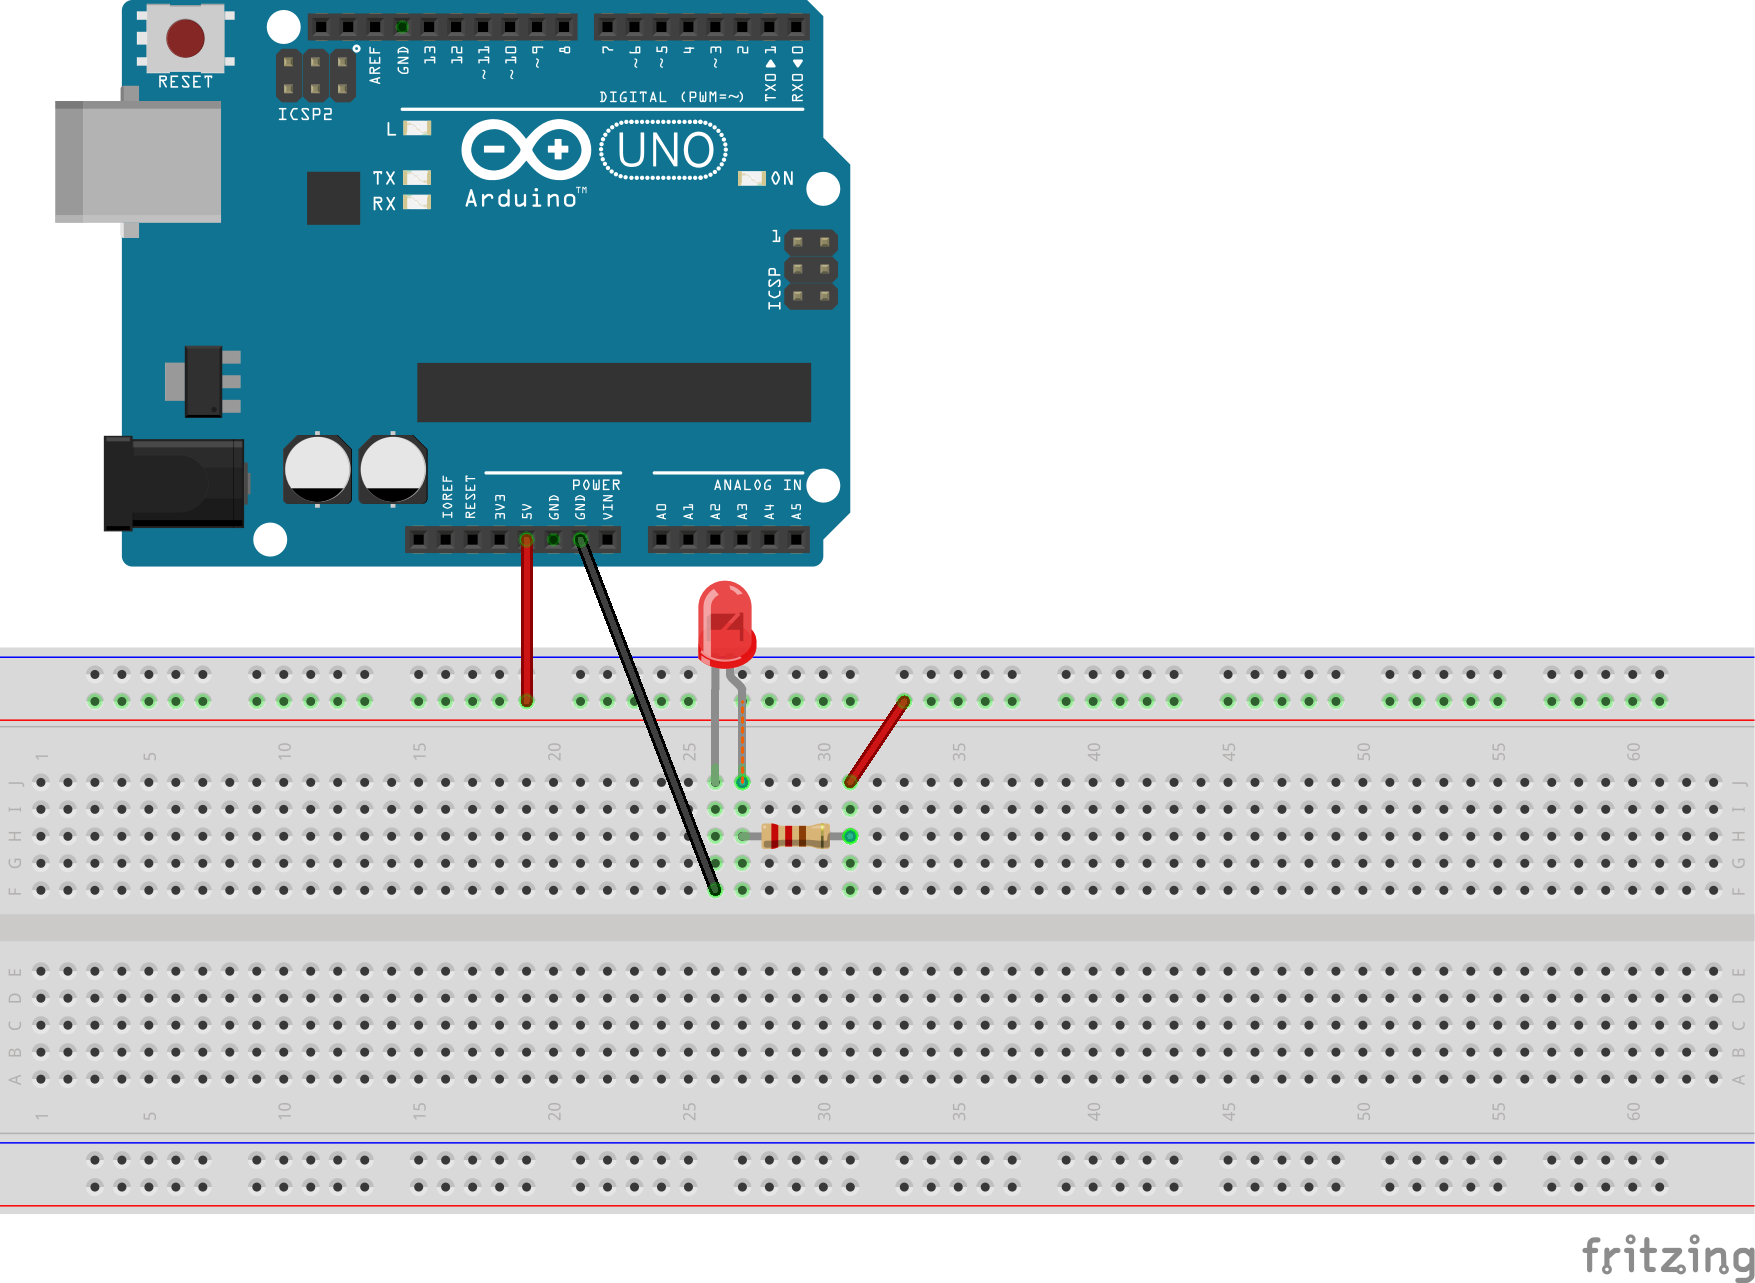 RESET
ICSP2
AREF
GND
13
12
~11
~10
~9
8
7
~6
~5
4
~3
2
TX0▶1
RX0◀0
DIGITAL (PWM=~)
L
TX
RX
Arduino™
UNO
ON
1
ICSP
IOREF
RESET
3V3
5V
GND
GND
VIN
POWER
ANALOG IN
A0
A1
A2
A3
A4
A5
1 5 10 15 20 25 30 35 40 45 50 55 60
J J
I I
H H
G G
F F
E E
D D
C C
B B
A A
1 5 10 15 20 25 30 35 40 45 50 55 60
fritzing